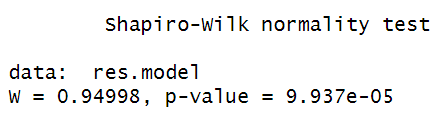 Shapiro-Wilk normality test
data:  res.model
W = 0.94998, p-value = 9.937e-05